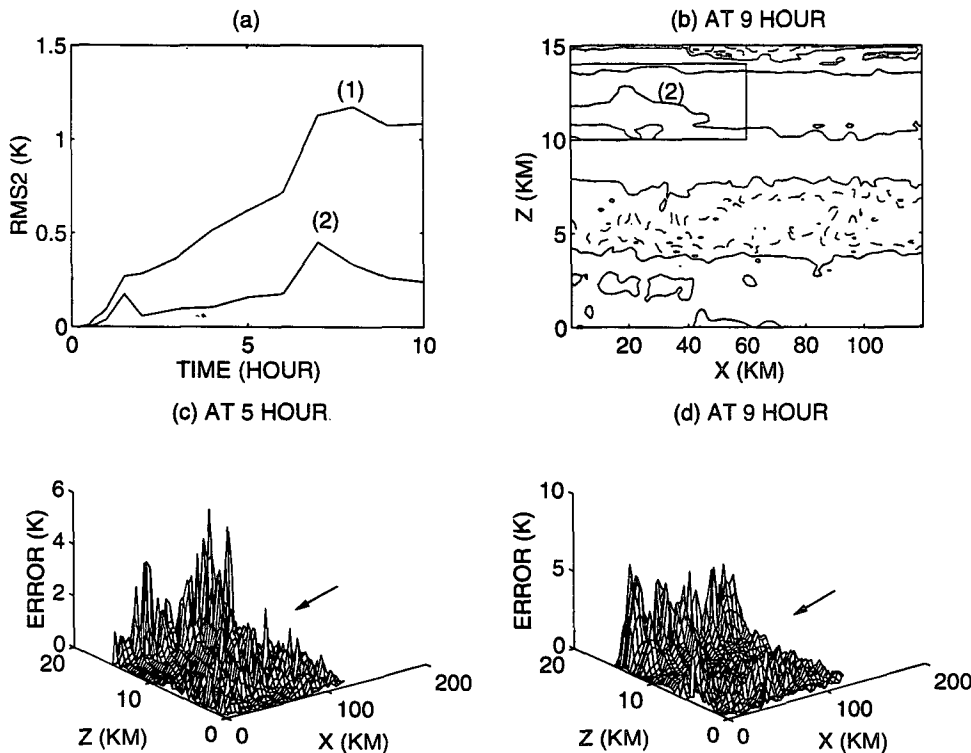 (a)
1.5
1
0.5
0
RMS2 (K)
(1)
(2)
0
5
10
TIME (HOUR)
(b) AT 9 HOUR
15
10
5
0
Z (KM)
(2)
20
40
60
80
100
X (KM)
(c) AT 5 HOUR
6
4
2
0
ERROR (K)
20
10
0
Z (KM)
0
100
200
X (KM)
(d) AT 9 HOUR
10
5
0
ERROR (K)
20
10
0
Z (KM)
0
100
200
X (KM)